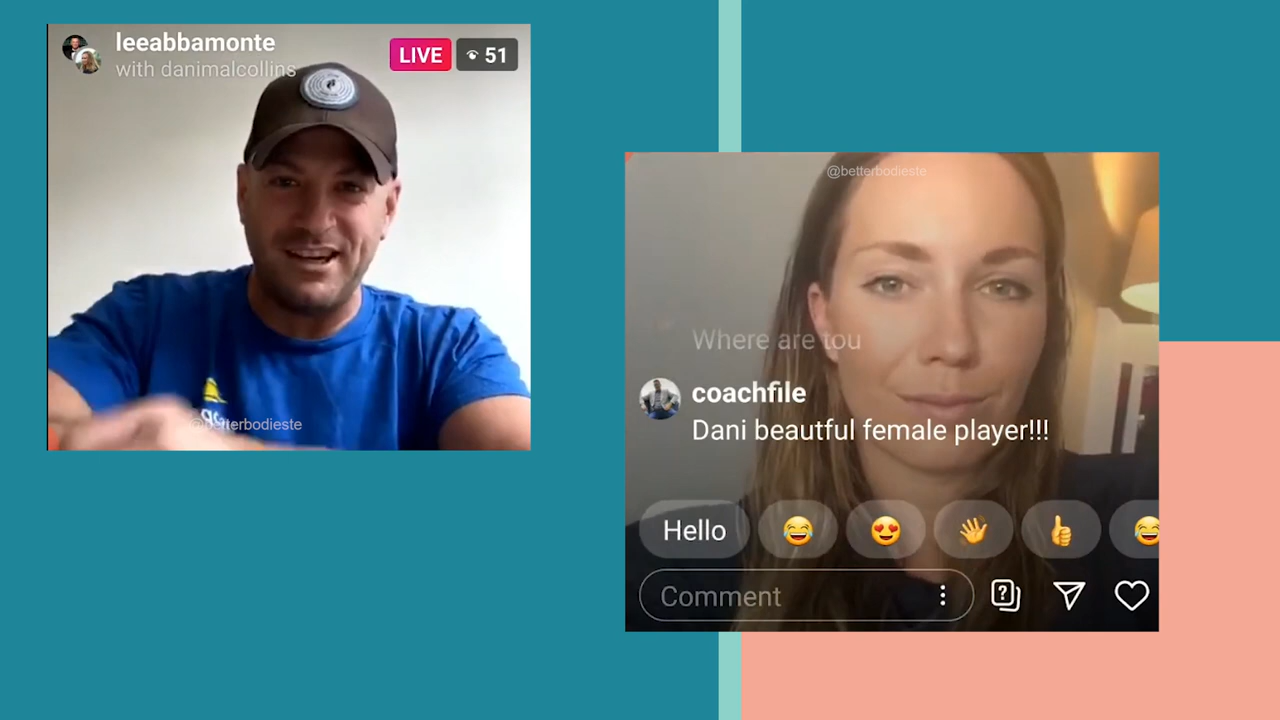 leeabbamonte
with danimalcollins
LIVE
51
@betterbodieste
@betterbodieste
Where are tou
coachfile
Dani beautful female player!!!
Hello
Comment